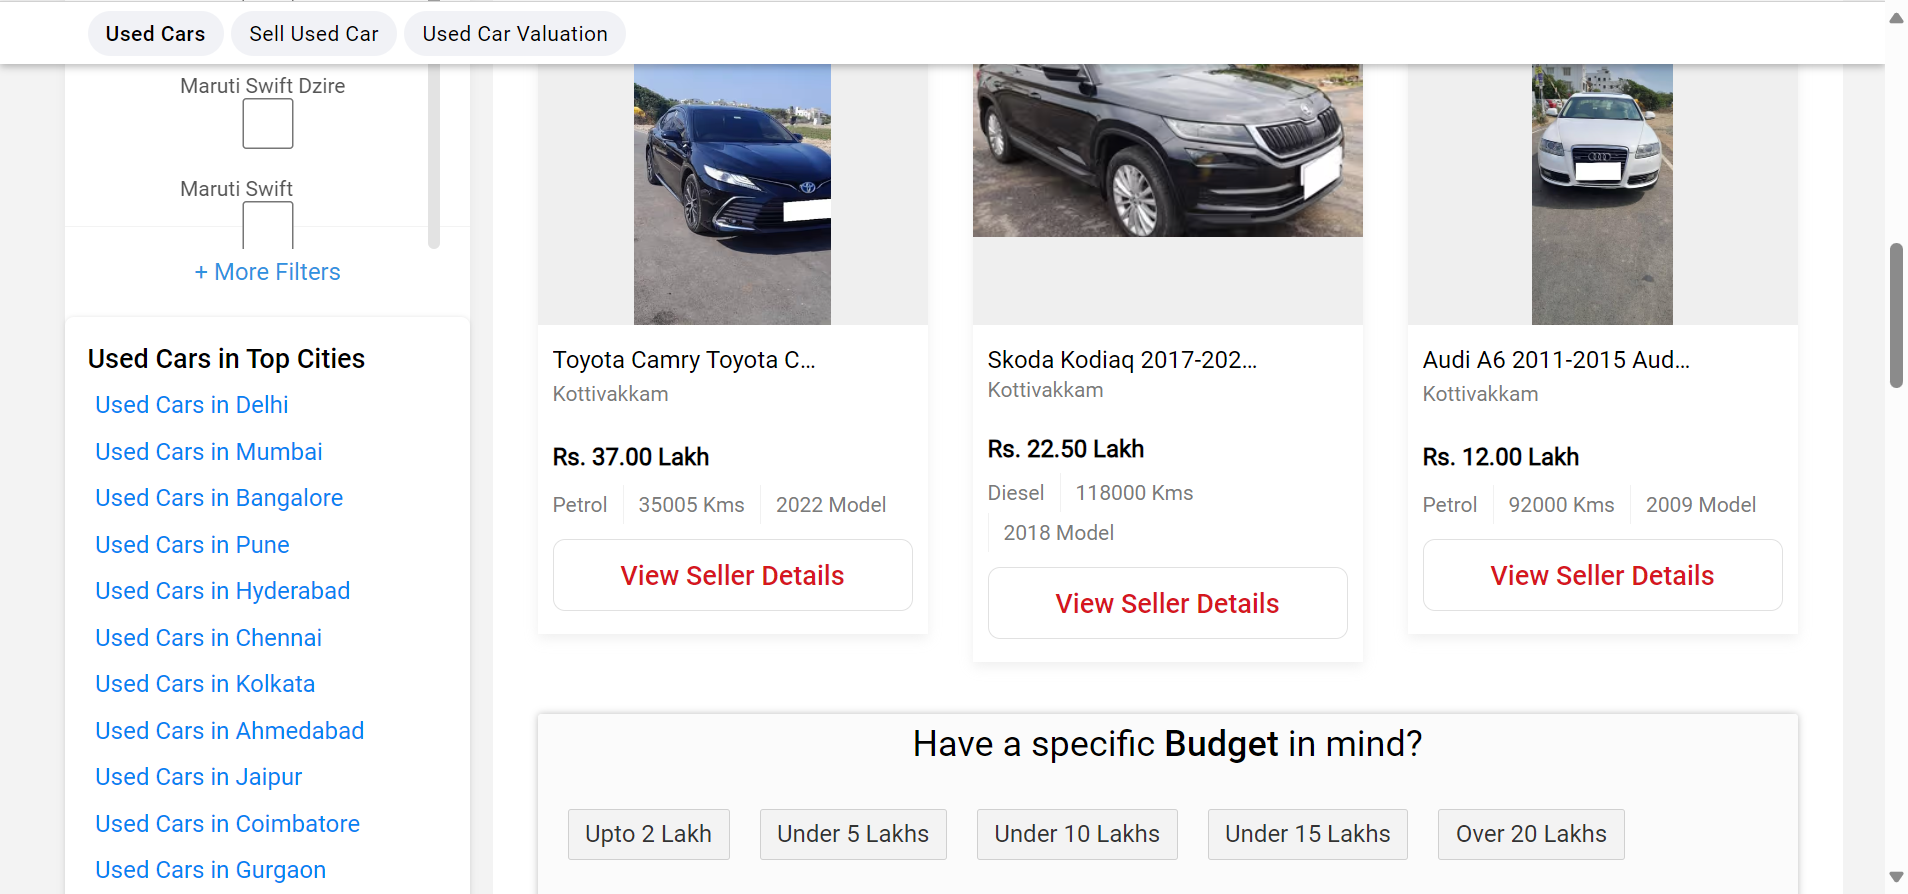 Used Cars
Sell Used Car
Used Car Valuation
Maruti Swift Dzire
Maruti Swift
+ More Filters
Used Cars in Top Cities
Used Cars in Delhi
Used Cars in Mumbai
Used Cars in Bangalore
Used Cars in Pune
Used Cars in Hyderabad
Used Cars in Chennai
Used Cars in Kolkata
Used Cars in Ahmedabad
Used Cars in Jaipur
Used Cars in Coimbatore
Used Cars in Gurgaon
Toyota Camry Toyota C...
Kottivakkam
Rs. 37.00 Lakh
Petrol
35005 Kms
2022 Model
View Seller Details
Skoda Kodiaq 2017-202...
Kottivakkam
Rs. 22.50 Lakh
Diesel
118000 Kms
2018 Model
View Seller Details
Audi A6 2011-2015 Aud...
Kottivakkam
Rs. 12.00 Lakh
Petrol
92000 Kms
2009 Model
View Seller Details
Have a specific Budget in mind?
Upto 2 Lakh
Under 5 Lakhs
Under 10 Lakhs
Under 15 Lakhs
Over 20 Lakhs